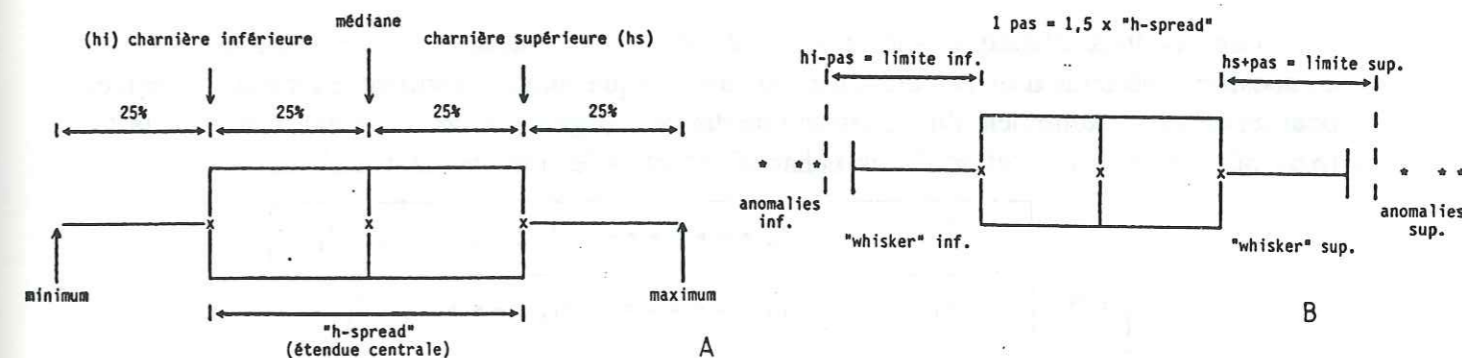 médiane
(hi) charnière inférieure
charnière supérieure (hs)
25% 25% 25% 25%
minimum
maximum
"h-spread"
(étendue centrale)
A
1 pas = 1,5 x "h-spread"
hi-pas = limite inf.
hs+pas = limite sup.
* **
* **
anomalies
inf.
"whisker" inf.
"whisker" sup.
anomalies
sup.
B